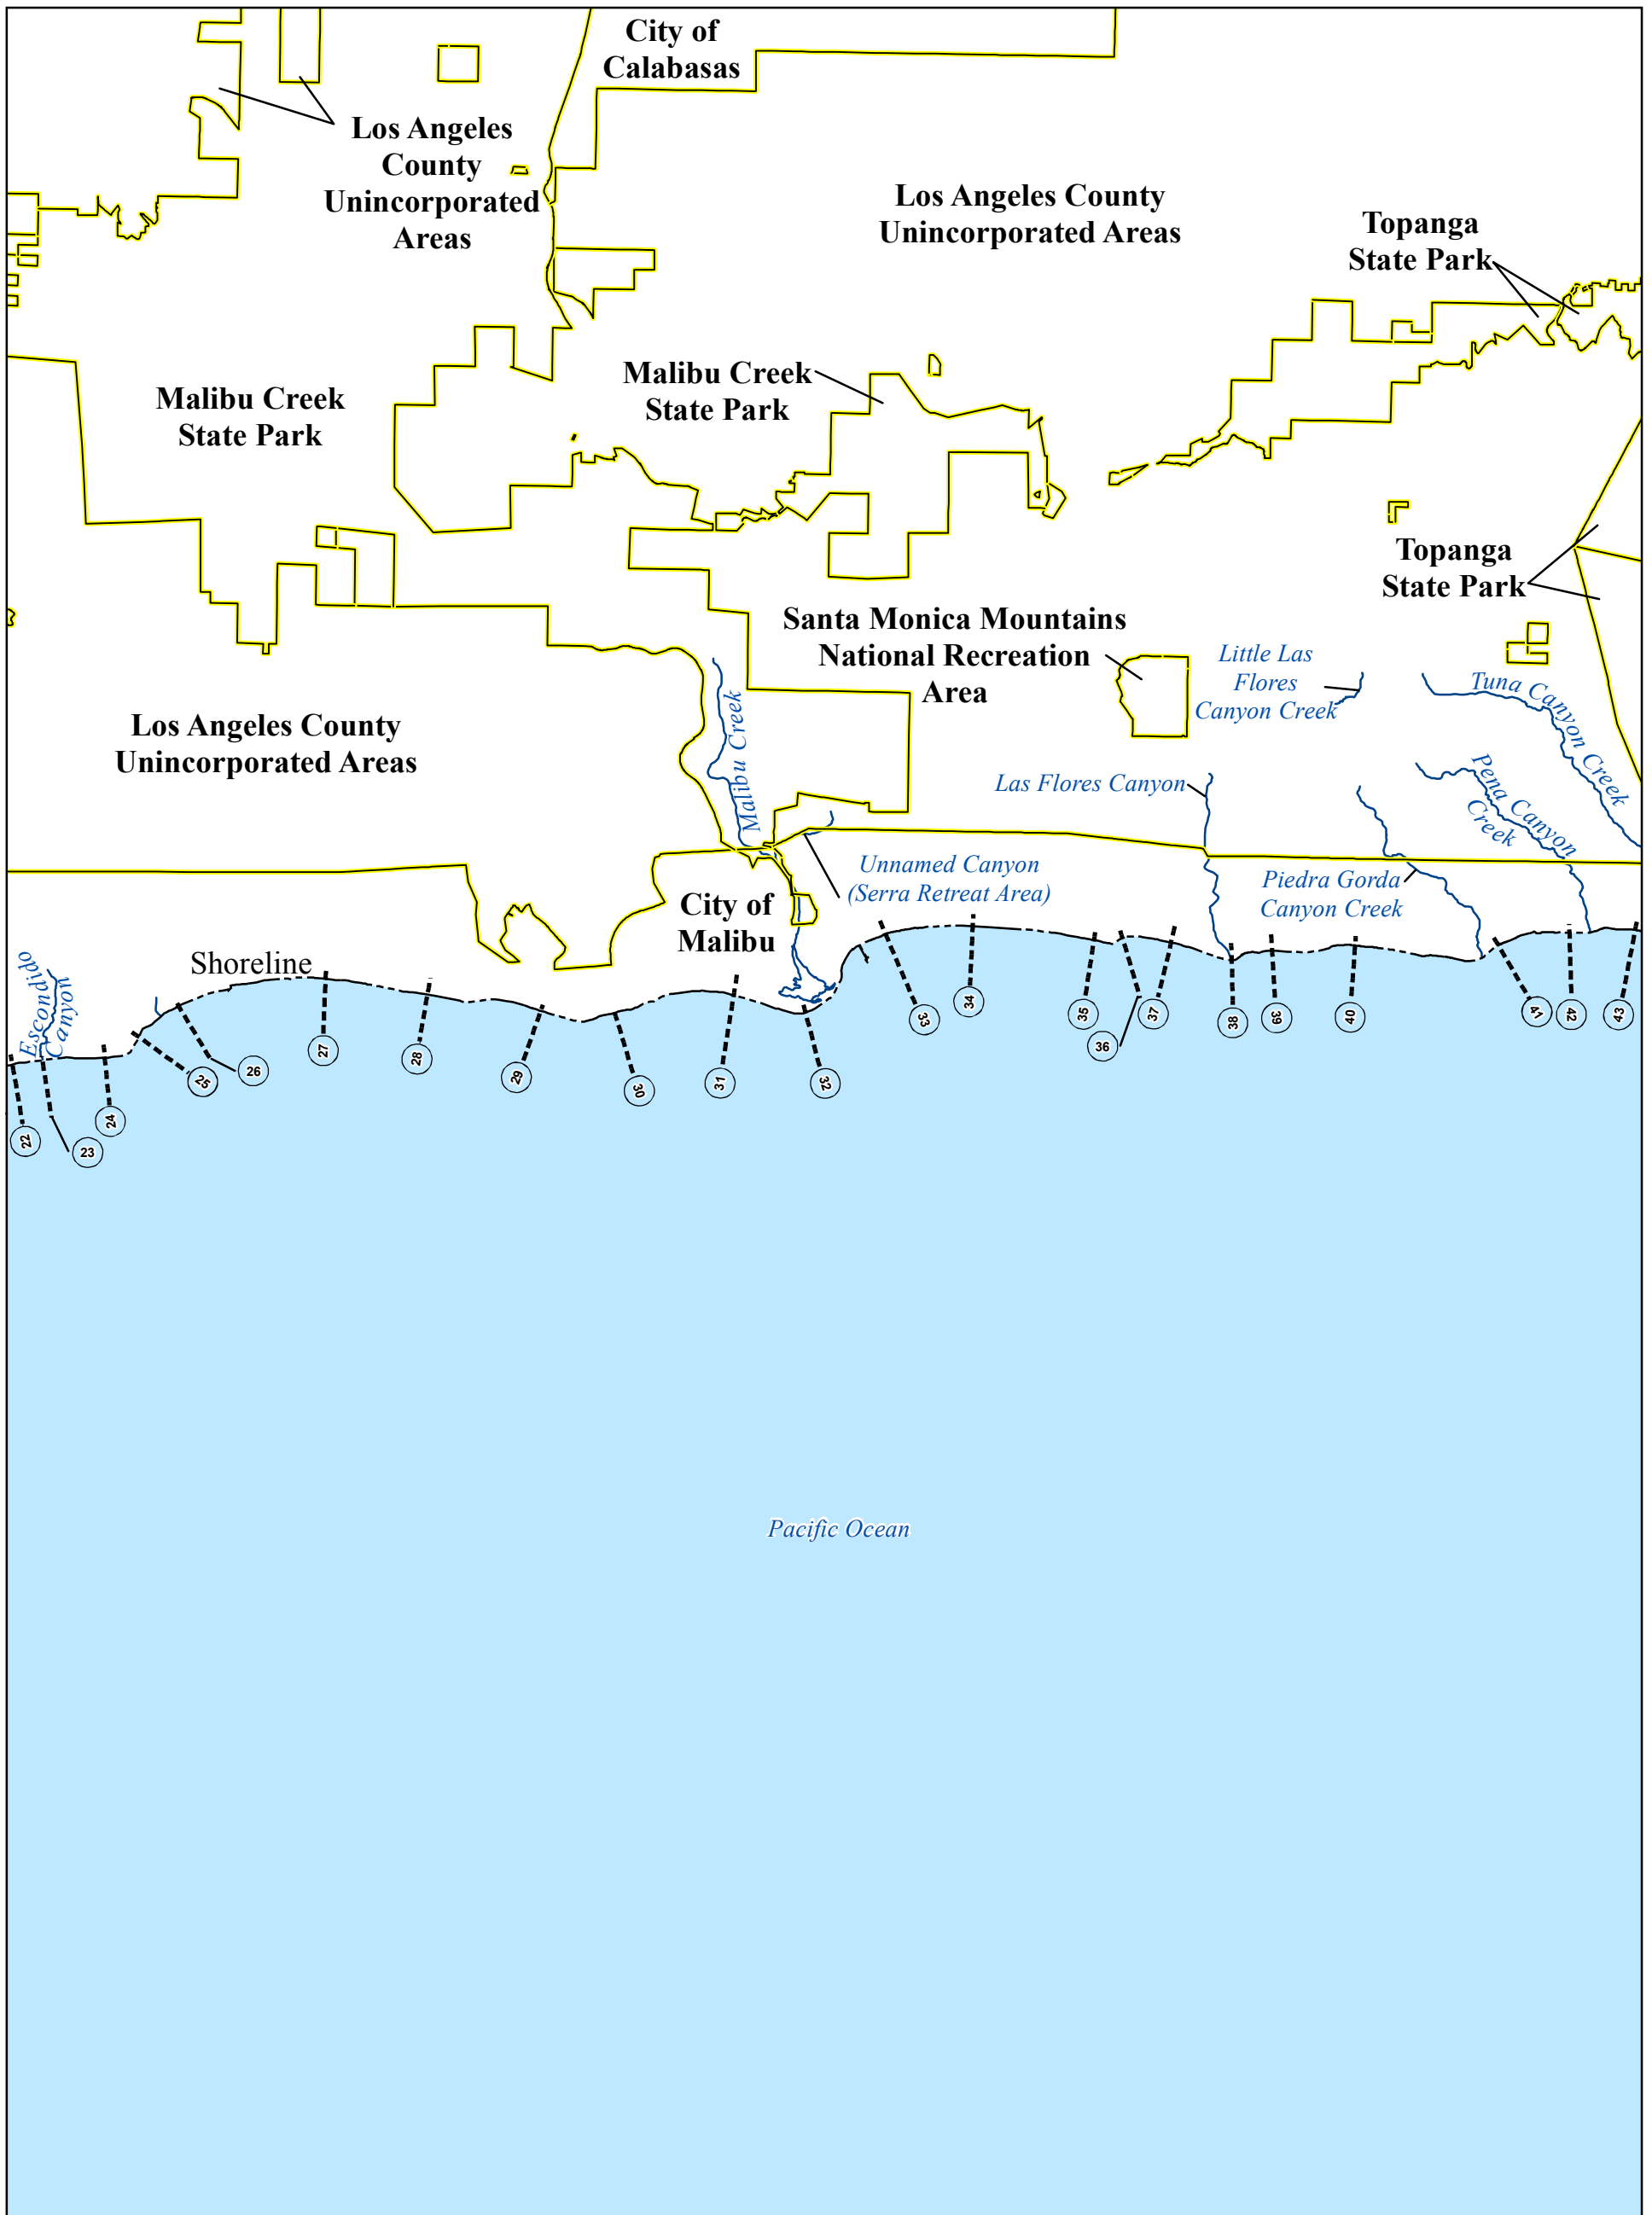 City of
Calabasas
Los Angeles
County
Unincorporated
Areas
Los Angeles County
Unincorporated Areas
Topanga
State Park
Malibu Creek
State Park
Malibu Creek
State Park
Topanga
State Park
Santa Monica Mountains
National Recreation
Area
Little Las
Flores
Canyon Creek
Tuna Canyon Creek
Los Angeles County
Unincorporated Areas
Malibu Creek
Las Flores Canyon
Pena Canyon
Creek
Unnamed Canyon
(Serra Retreat Area)
Piedra Gorda
Canyon Creek
City of
Malibu
Shoreline
Escondido
Canyon
22
23
24
25
26
27
28
29
30
31
32
33
34
35
36
37
38
39
40
41
42
43
Pacific Ocean